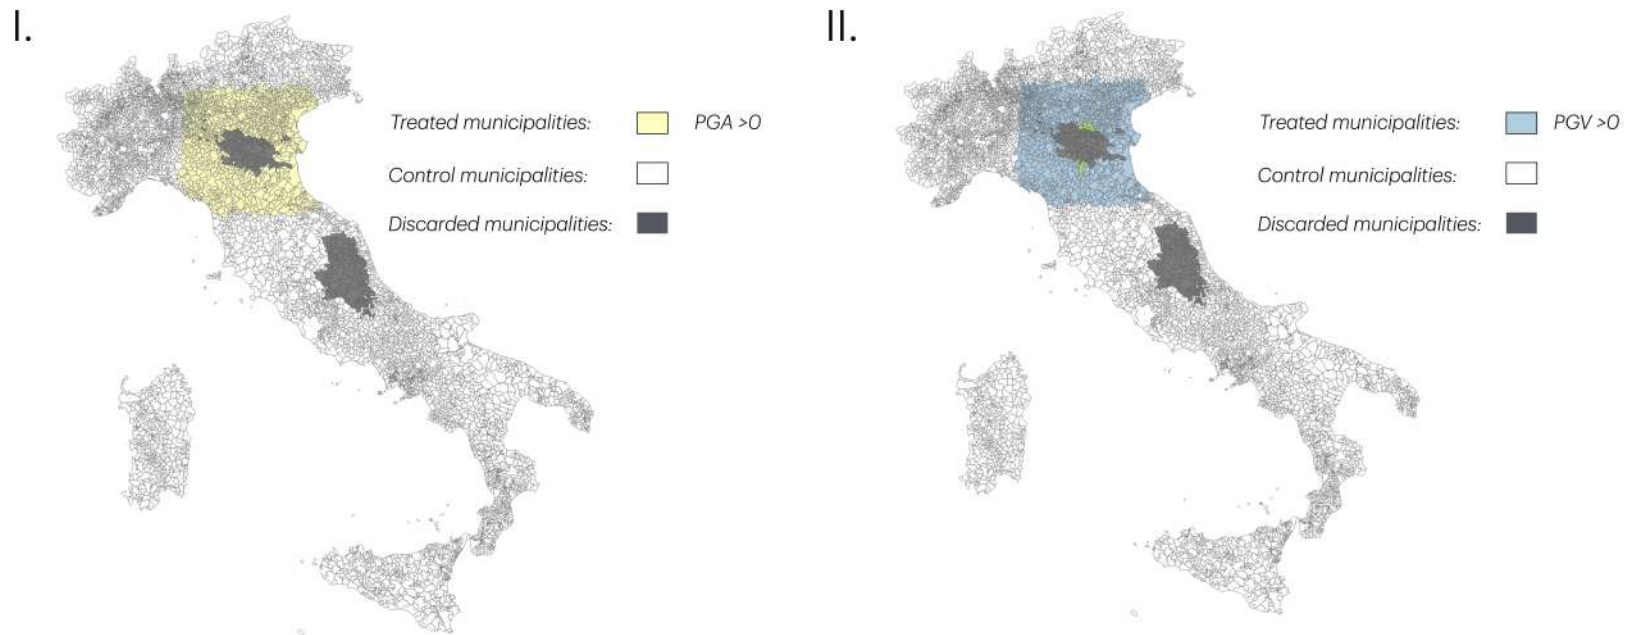 I.
Treated municipalities: PGA >0
Control municipalities:
Discarded municipalities:
II.
Treated municipalities: PGV >0
Control municipalities:
Discarded municipalities: